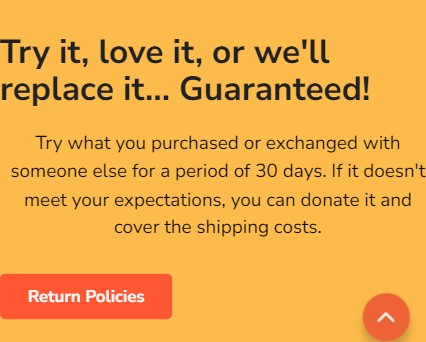 Try it, love it, or we'll
replace it... Guaranteed!
Try what you purchased or exchanged with
someone else for a period of 30 days. If it doesn't
meet your expectations, you can donate it and
cover the shipping costs.
Return Policies